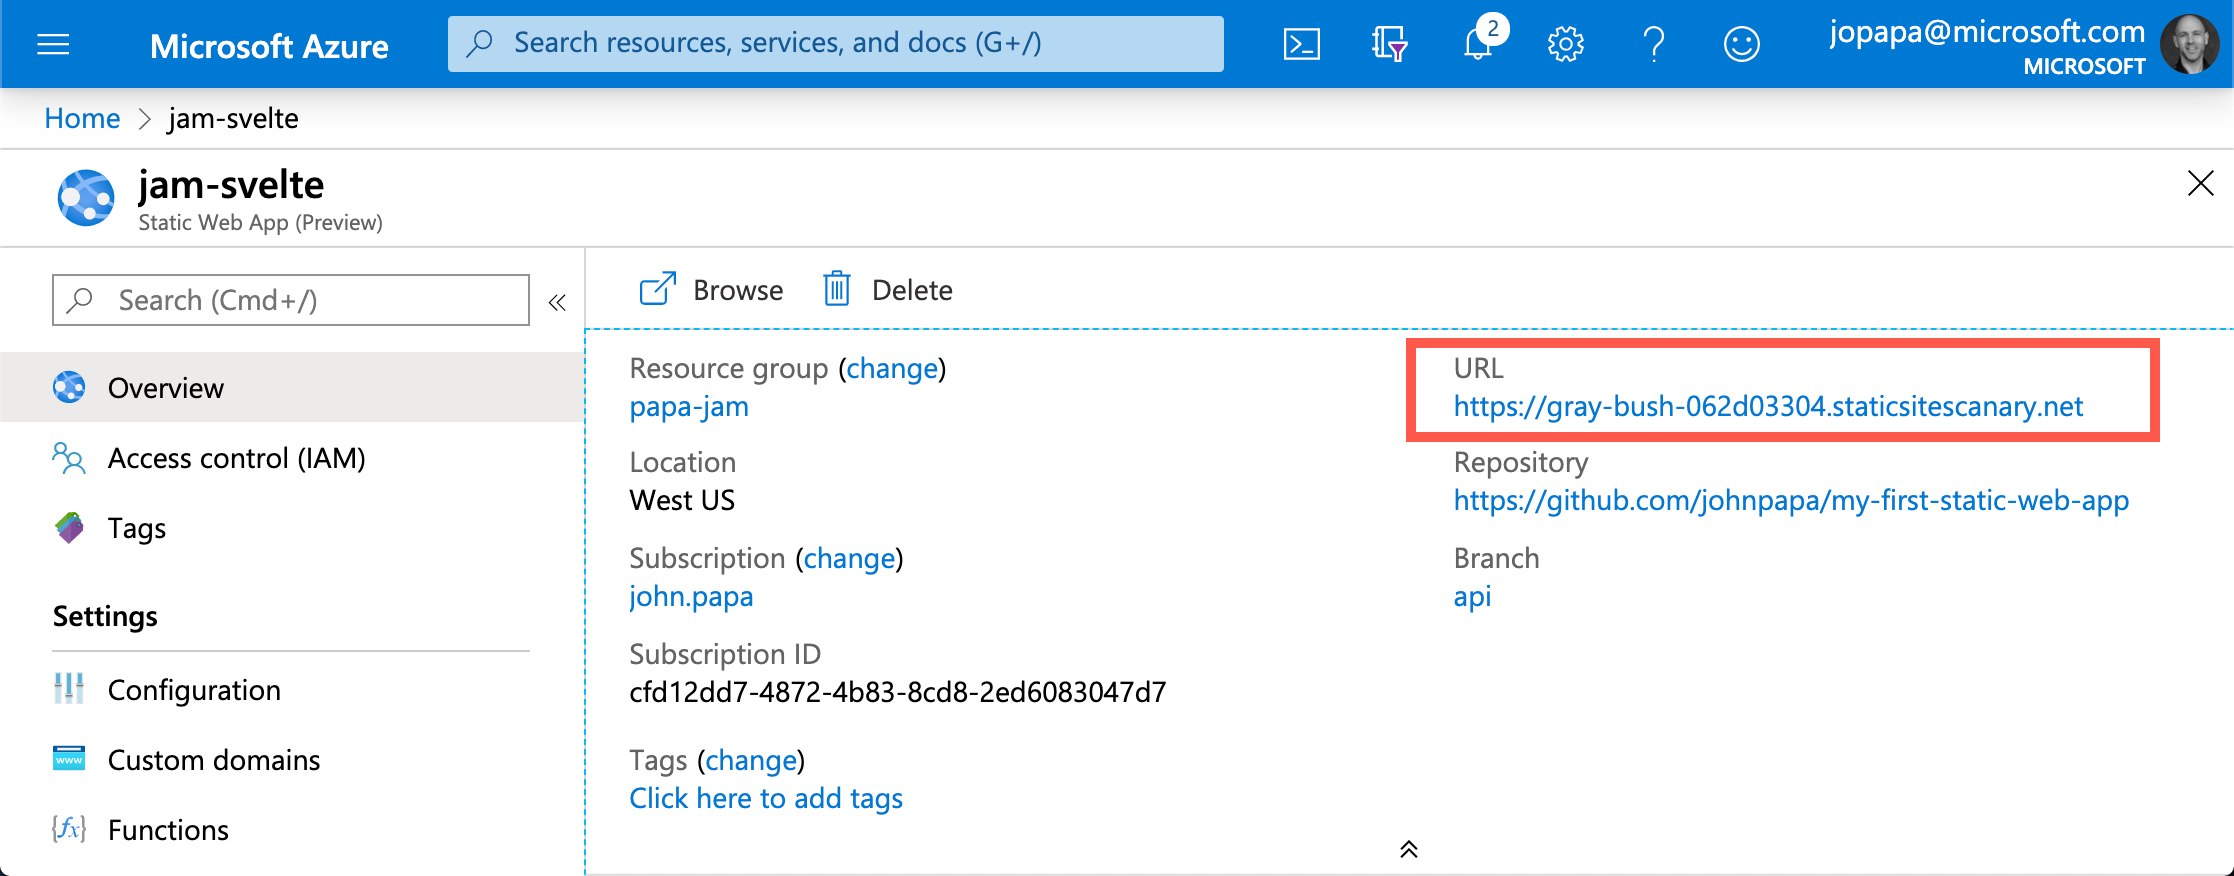 Microsoft Azure
Search resources, services, and docs (G+/)
2
jopapa@microsoft.com
MICROSOFT
Home > jam-svelte
jam-svelte
Static Web App (Preview)
Search (Cmd+/)
Browse
Delete
Overview
Access control (IAM)
Tags
Settings
Configuration
www
Custom domains
{fx}
Functions
Resource group (change)
papa-jam
Location
West US
Subscription (change)
john.papa
Subscription ID
cfd12dd7-4872-4b83-8cd8-2ed6083047d7
Tags (change)
Click here to add tags
URL
https://gray-bush-062d03304.staticsitescanary.net
Repository
https://github.com/johnpapa/my-first-static-web-app
Branch
api